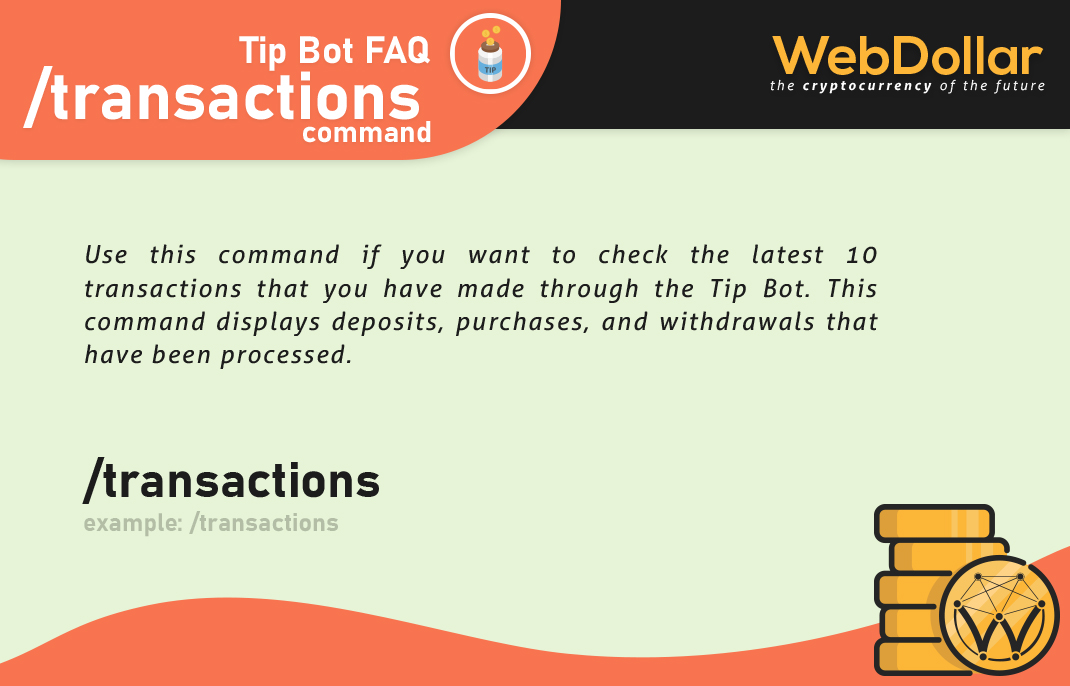 Tip Bot FAQ
/transactions
command
TIP
WebDollar
the cryptocurrency of the future
Use this command if you want to check the latest 10
transactions that you have made through the Tip Bot. This
command displays deposits, purchases, and withdrawals that
have been processed.
/transactions
example: /transactions